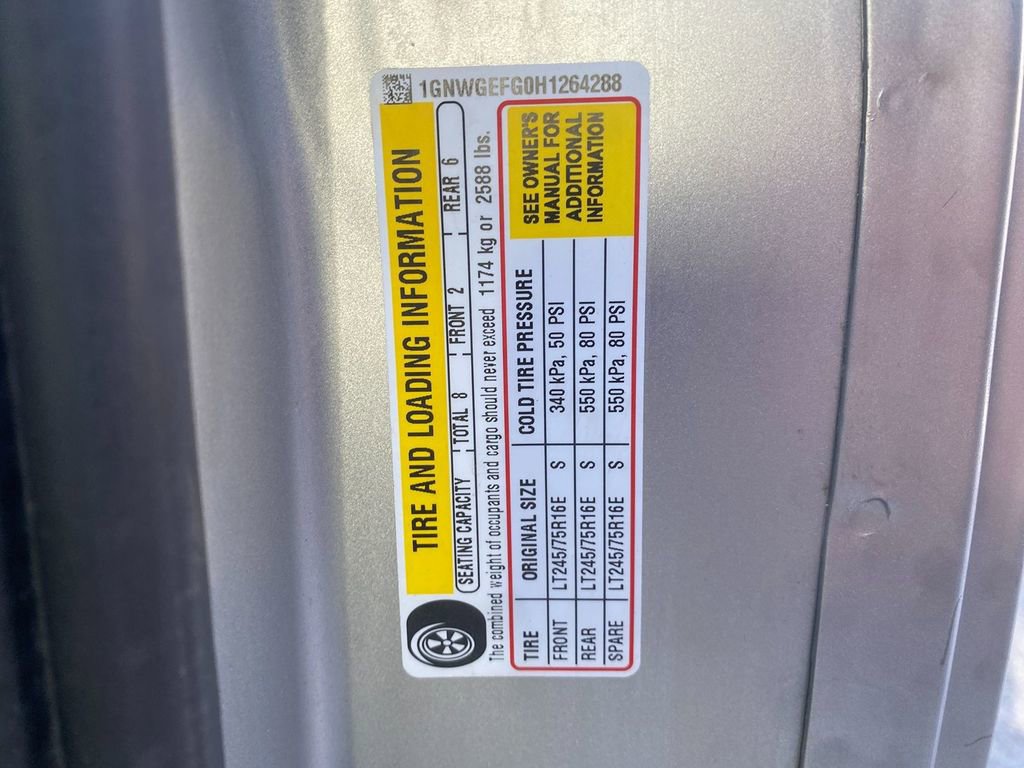 1GNWGEFG0H1264288
TIRE AND LOADING INFORMATION
SEATING CAPACITY TOTAL 8 FRONT 2 REAR 6
The combined weight of occupants and cargo should never exceed 1174 kg or 2588 lbs.
TIRE ORIGINAL SIZE COLD TIRE PRESSURE
FRONT LT245/75R16E S 340 kPa, 50 PSI
REAR LT245/75R16E S 550 kPa, 80 PSI
SPARE LT245/75R16E S 550 kPa, 80 PSI
SEE OWNER'S
MANUAL FOR
ADDITIONAL
INFORMATION